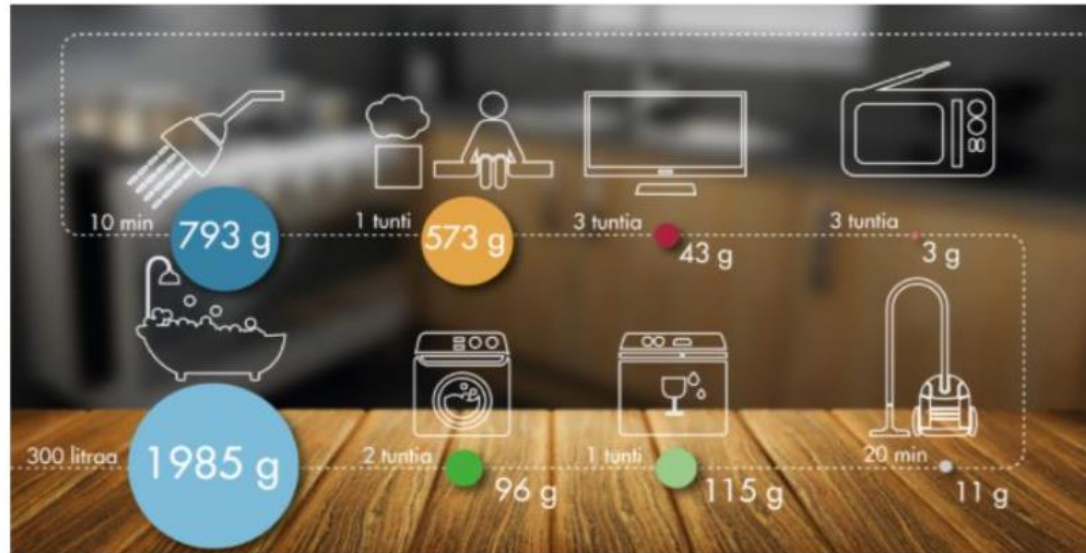 10 min
793 g
1 tunti
573 g
3 tuntia
43 g
3 tuntia
3 g
300 litraa
1985 g
2 tuntia
96 g
1 tunti
115 g
20 min
11 g